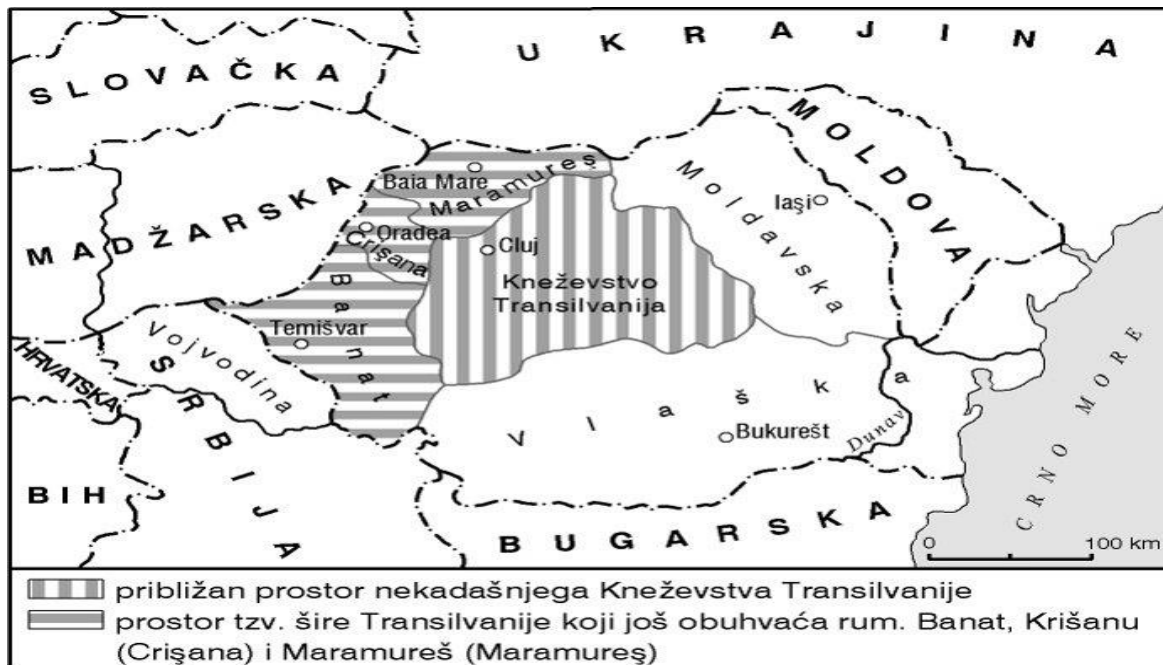 UKRAJINA
SLOVAČKA
MOLDOVA
Baia Mare
Maramureş
Moldavska
Iaşi
MADŽARSKA
Oradea
Crişana
Cluj
Kneževstvo
Transilvanija
Banat
Temišvar
Vojvodina
HRVATSKA
SRBIJA
Vlaška
Bukurešt
Dunav
CRNO MORE
BIH
BUGARSKA
0 100 km
približan prostor nekadašnjega Kneževstva Transilvanije
prostor tzv. šire Transilvanije koji još obuhvaća rum. Banat, Krišanu
(Crişana) i Maramureš (Maramureş)